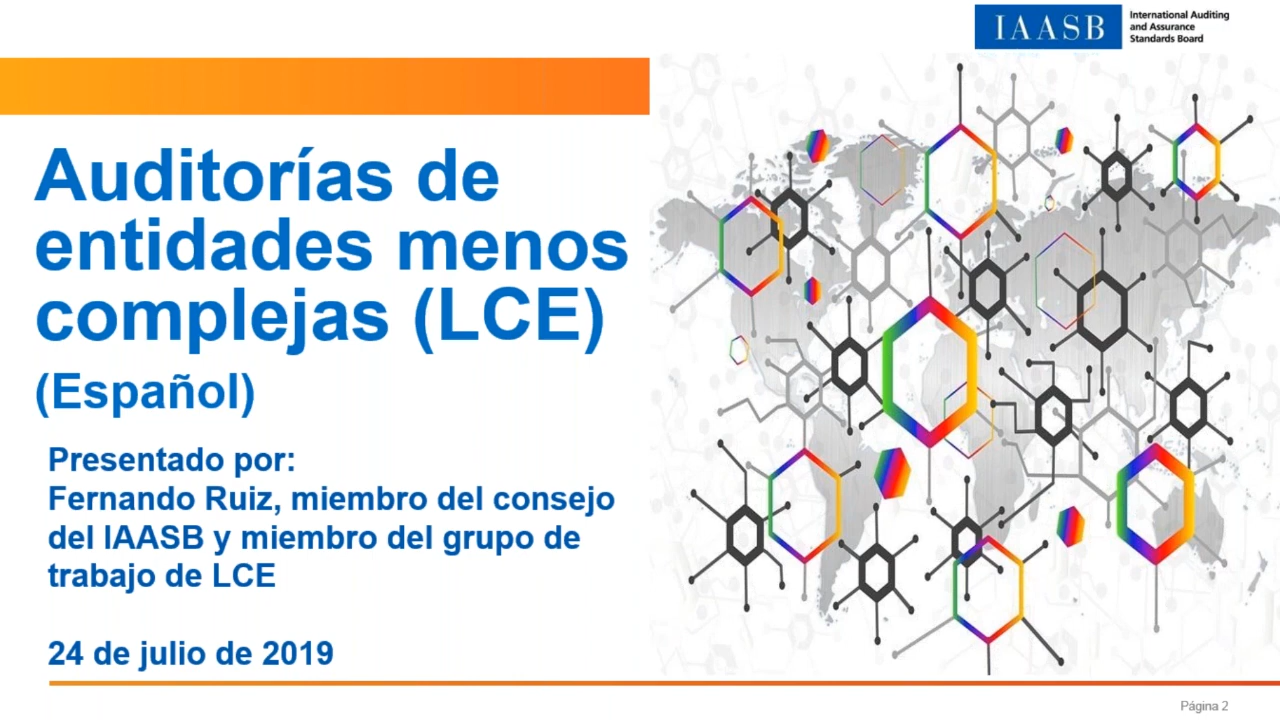 IAASB
International Auditing
and Assurance
Standards Board
Auditorías de
entidades menos
complejas (LCE)
(Español)
Presentado por:
Fernando Ruiz, miembro del consejo
del IAASB y miembro del grupo de
trabajo de LCE
24 de julio de 2019
Página 2